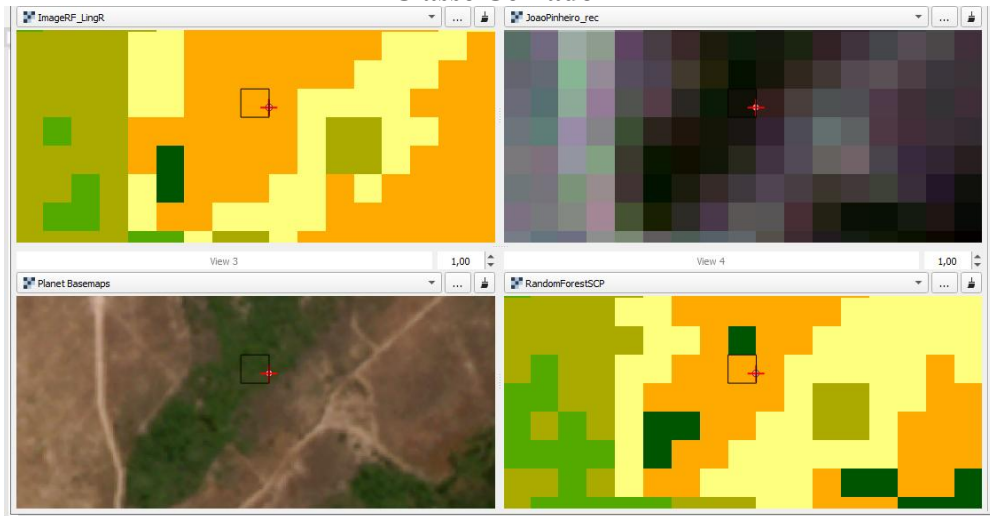 ImageRF_LingR ... JoaoPinheiro_rec ...
View 3 1,00 View 4 1,00
Planet Basemaps ... RandomForestSCP ...